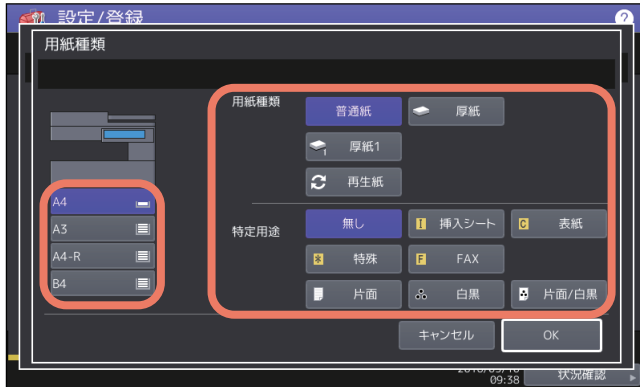 設定/登録
?
用紙種類
用紙種類
普通紙
厚紙
1 厚紙1
再生紙
A4
A3
A4-R
B4
特定用途
無し
I 挿入シート
C 表紙
特殊
F FAX
片面
白黒
片面/白黒
キャンセル
OK
09:38
状況確認